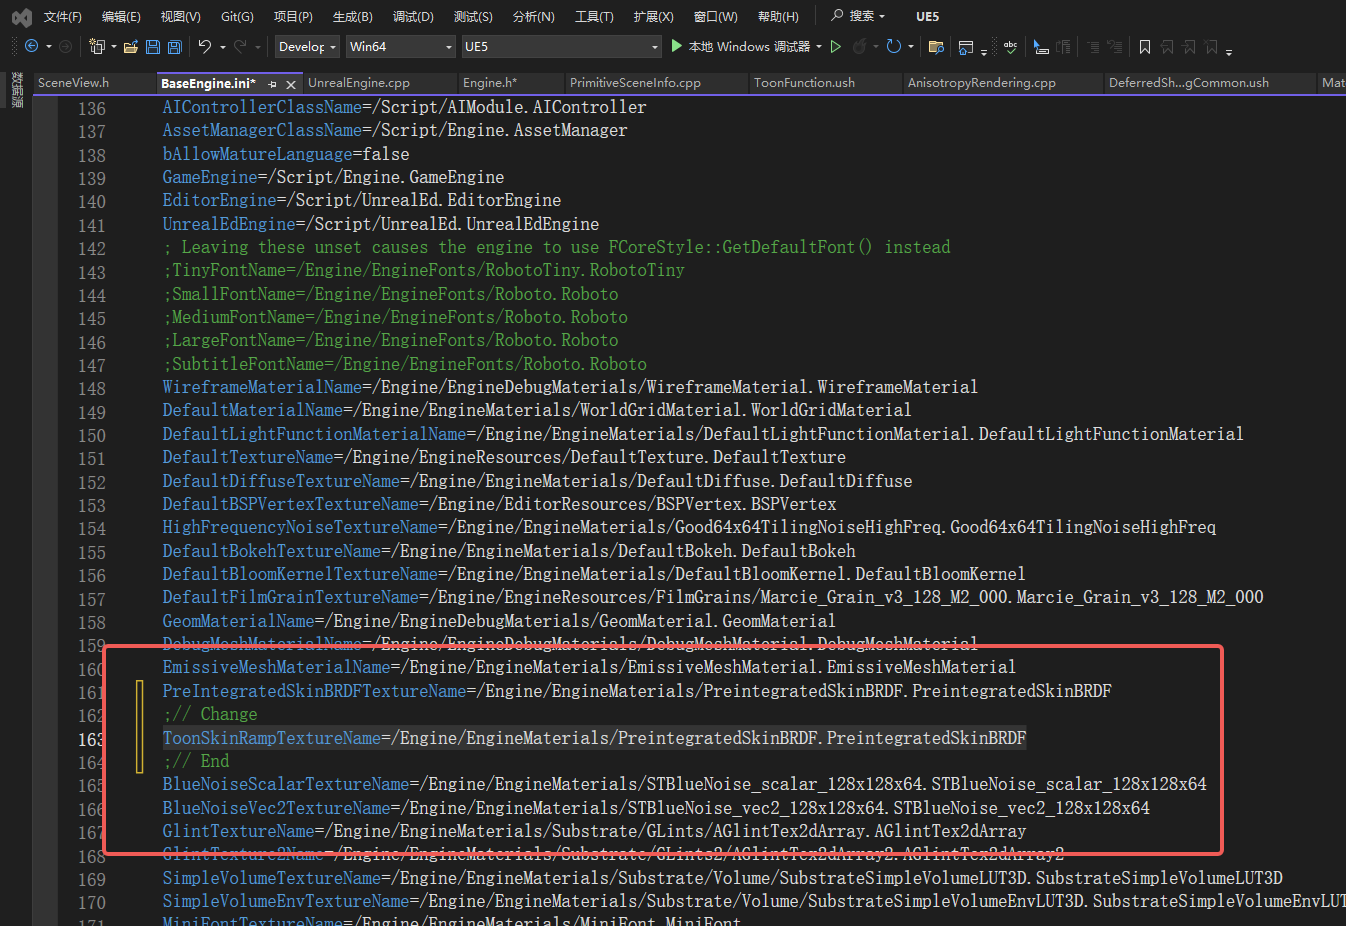 文件(F) 编辑(E) 视图(V) Git(G) 项目(P) 生成(B) 调试(D) 测试(S) 分析(N) 工具(T) 扩展(X) 窗口(W) 帮助(H) 搜索 UE5
Develop Win64 UE5 本地 Windows 调试器
数据源
SceneView.h BaseEngine.ini* UnrealEngine.cpp Engine.h* PrimitiveSceneInfo.cpp ToonFunction.ush AnisotropyRendering.cpp DeferredSh...gCommon.ush Mat
136 AIControllerClassName=/Script/AIModule.AIController
137 AssetManagerClassName=/Script/Engine.AssetManager
138 bAllowMatureLanguage=false
139 GameEngine=/Script/Engine.GameEngine
140 EditorEngine=/Script/UnrealEd.EditorEngine
141 UnrealEdEngine=/Script/UnrealEd.UnrealEdEngine
142 ; Leaving these unset causes the engine to use FCoreStyle::GetDefaultFont() instead
143 ;TinyFontName=/Engine/EngineFonts/RobotoTiny.RobotoTiny
144 ;SmallFontName=/Engine/EngineFonts/Roboto.Roboto
145 ;MediumFontName=/Engine/EngineFonts/Roboto.Roboto
146 ;LargeFontName=/Engine/EngineFonts/Roboto.Roboto
147 ;SubtitleFontName=/Engine/EngineFonts/Roboto.Roboto
148 WireframeMaterialName=/Engine/EngineDebugMaterials/WireframeMaterial.WireframeMaterial
149 DefaultMaterialName=/Engine/EngineMaterials/WorldGridMaterial.WorldGridMaterial
150 DefaultLightFunctionMaterialName=/Engine/EngineMaterials/DefaultLightFunctionMaterial.DefaultLightFunctionMaterial
151 DefaultTextureName=/Engine/EngineResources/DefaultTexture.DefaultTexture
152 DefaultDiffuseTextureName=/Engine/EngineMaterials/DefaultDiffuse.DefaultDiffuse
153 DefaultBSPVertexTextureName=/Engine/EditorResources/BSPVertex.BSPVertex
154 HighFrequencyNoiseTextureName=/Engine/EngineMaterials/Good64x64TilingNoiseHighFreq.Good64x64TilingNoiseHighFreq
155 DefaultBokehTextureName=/Engine/EngineMaterials/DefaultBokeh.DefaultBokeh
156 DefaultBloomKernelTextureName=/Engine/EngineMaterials/DefaultBloomKernel.DefaultBloomKernel
157 DefaultFilmGrainTextureName=/Engine/EngineResources/FilmGrains/Marcie_Grain_v3_128_M2_000.Marcie_Grain_v3_128_M2_000
158 GeomMaterialName=/Engine/EngineDebugMaterials/GeomMaterial.GeomMaterial
159 DebugMeshMaterialName=/Engine/EngineDebugMaterials/DebugMeshMaterial.DebugMeshMaterial
160 EmissiveMeshMaterialName=/Engine/EngineMaterials/EmissiveMeshMaterial.EmissiveMeshMaterial
161 PreIntegratedSkinBRDFTextureName=/Engine/EngineMaterials/PreintegratedSkinBRDF.PreintegratedSkinBRDF
162 ;// Change
163 ToonSkinRampTextureName=/Engine/EngineMaterials/PreintegratedSkinBRDF.PreintegratedSkinBRDF
164 ;// End
165 BlueNoiseScalarTextureName=/Engine/EngineMaterials/STBlueNoise_scalar_128x128x64.STBlueNoise_scalar_128x128x64
166 BlueNoiseVec2TextureName=/Engine/EngineMaterials/STBlueNoise_vec2_128x128x64.STBlueNoise_vec2_128x128x64
167 GlintTextureName=/Engine/EngineMaterials/Substrate/GLints/AGlintTex2dArray.AGlintTex2dArray
168 GlintTexture2Name=/Engine/EngineMaterials/Substrate/GLints2/AGlintTex2dArray2.AGlintTex2dArray2
169 SimpleVolumeTextureName=/Engine/EngineMaterials/Substrate/Volume/SubstrateSimpleVolumeLUT3D.SubstrateSimpleVolumeLUT3D
170 SimpleVolumeEnvTextureName=/Engine/EngineMaterials/Substrate/Volume/SubstrateSimpleVolumeEnvLUT3D.SubstrateSimpleVolumeEnvLUT
171 MiniFontTextureName=/Engine/EngineMaterials/MiniFont.MiniFont